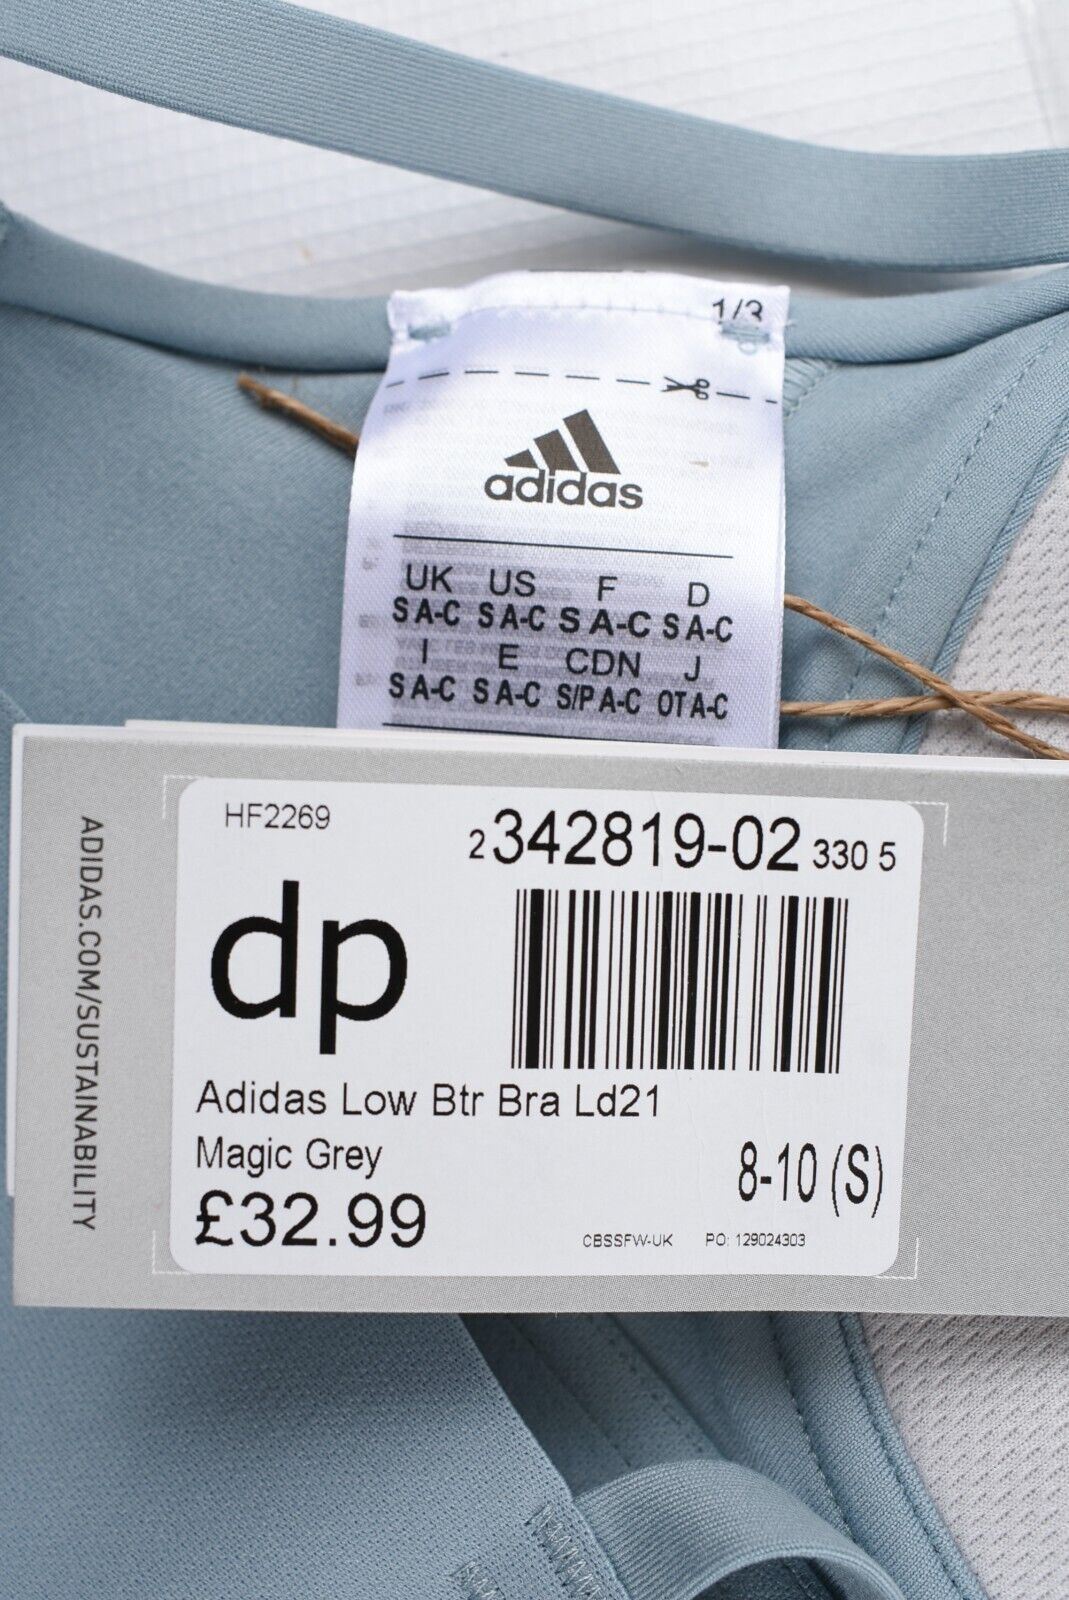 1/3
adidas
UK US F D
S A-C S A-C S A-C S A-C
I E CDN J
S A-C S A-C S/P A-C OT A-C
ADIDAS.COM/SUSTAINABILITY
HF2269
2 342819-02 330 5
dp
Adidas Low Btr Bra Ld21
Magic Grey
8-10 (S)
£32.99
CBSSFW-UK PO: 129024303